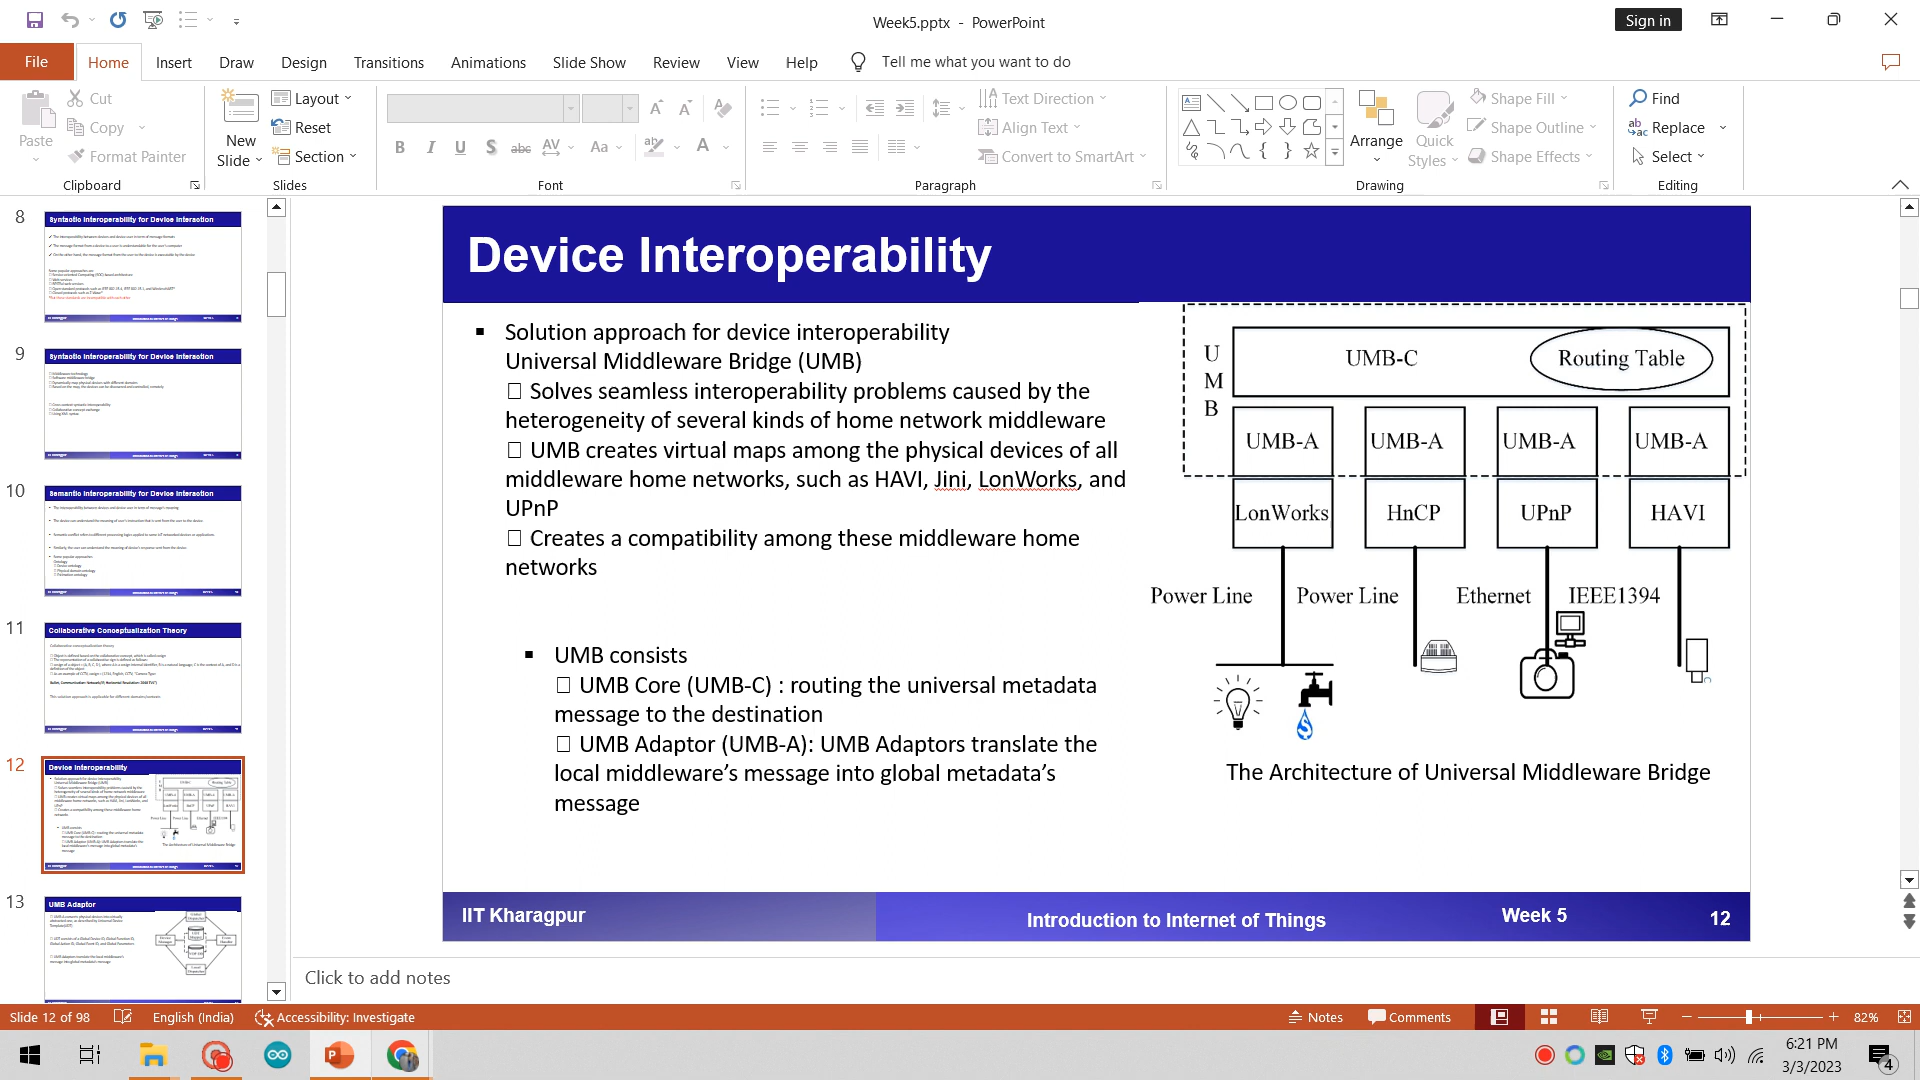 Week5.pptx - PowerPoint
Sign in
File
Home
Insert
Draw
Design
Transitions
Animations
Slide Show
Review
View
Help
Tell me what you want to do
Paste
Cut
Copy
Format Painter
Clipboard
New Slide
Layout
Reset
Section
Slides
Font
Text Direction
Align Text
Convert to SmartArt
Paragraph
Arrange
Quick Styles
Shape Fill
Shape Outline
Shape Effects
Drawing
Find
Replace
Select
Editing
8
Syntactic Interoperability for Device Interaction
9
Syntactic Interoperability for Device Interaction
10
Semantic Interoperability for Device Interaction
11
Collaborative Conceptualization Theory
12
Device Interoperability
13
UMB Adaptor
Device Interoperability
▪ Solution approach for device interoperability
Universal Middleware Bridge (UMB)
Solves seamless interoperability problems caused by the
heterogeneity of several kinds of home network middleware
UMB creates virtual maps among the physical devices of all
middleware home networks, such as HAVI, Jini, LonWorks, and
UPnP
Creates a compatibility among these middleware home
networks
▪ UMB consists
UMB Core (UMB-C) : routing the universal metadata
message to the destination
UMB Adaptor (UMB-A): UMB Adaptors translate the
local middleware’s message into global metadata’s
message
U
M
B
UMB-C
Routing Table
UMB-A UMB-A UMB-A UMB-A
LonWorks HnCP UPnP HAVI
Power Line Power Line Ethernet IEEE1394
The Architecture of Universal Middleware Bridge
IIT Kharagpur
Introduction to Internet of Things
Week 5
12
Click to add notes
Slide 12 of 98
English (India)
Accessibility: Investigate
Notes
Comments
82%
6:21 PM
3/3/2023
4